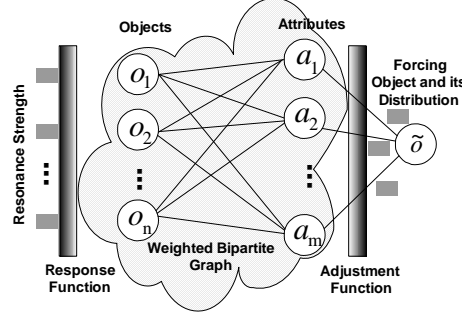 Objects
Attributes
Forcing
Object and its
Distribution
Resonance Strength
...
o1
o2
...
on
a1
a2
...
am
õ
Weighted Bipartite
Graph
Response
Function
Adjustment
Function